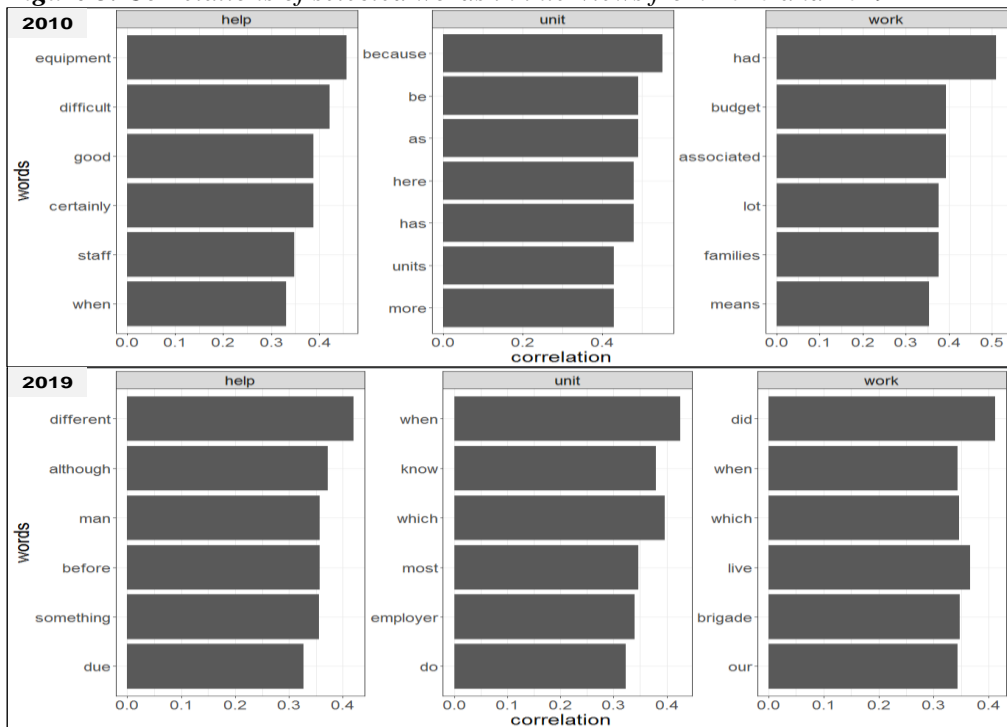 Correlations of selected words
2010
help
unit
work
words
equipment
difficult
good
certainly
staff
when
0.0 0.1 0.2 0.3 0.4
because
be
as
here
has
units
more
0.0 0.2 0.4
had
budget
associated
lot
families
means
0.0 0.1 0.2 0.3 0.4 0.5
correlation
2019
help
unit
work
words
different
although
man
before
something
due
0.0 0.1 0.2 0.3 0.4
when
know
which
most
employer
do
0.0 0.1 0.2 0.3 0.4
did
when
which
live
brigade
our
0.0 0.1 0.2 0.3 0.4
correlation